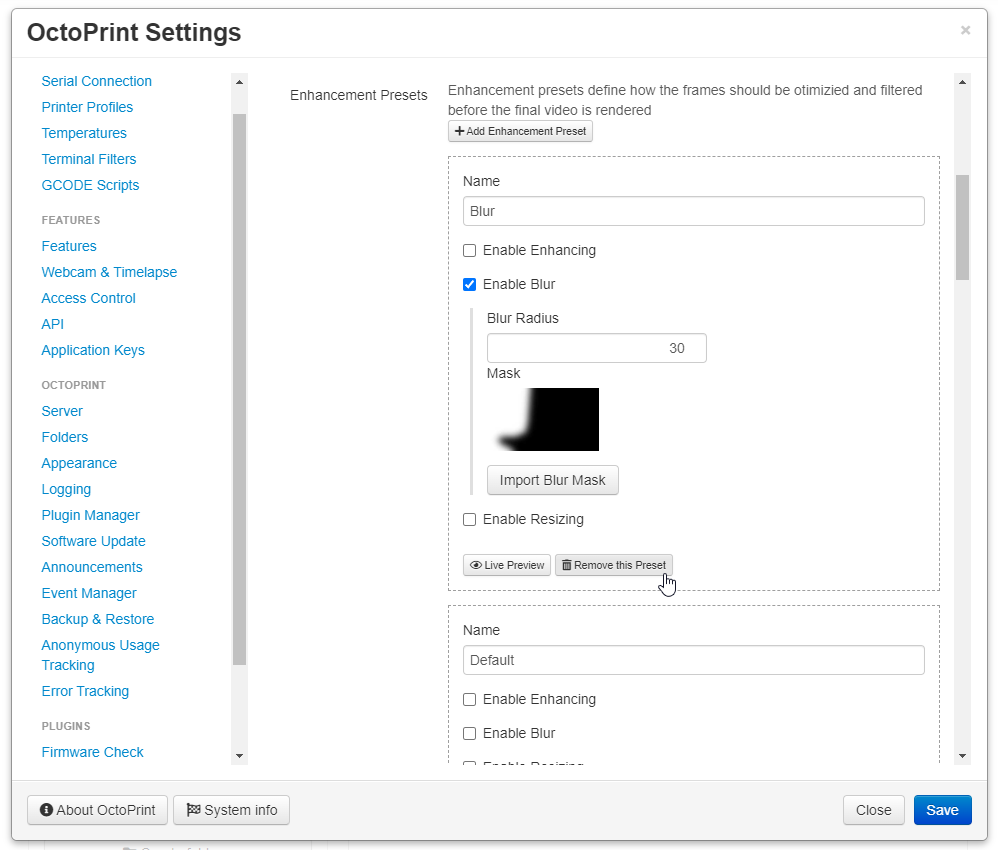 OctoPrint Settings
×
Serial Connection
Printer Profiles
Temperatures
Terminal Filters
GCODE Scripts
FEATURES
Features
Webcam & Timelapse
Access Control
API
Application Keys
OCTOPRINT
Server
Folders
Appearance
Logging
Plugin Manager
Software Update
Announcements
Event Manager
Backup & Restore
Anonymous Usage
Tracking
Error Tracking
PLUGINS
Firmware Check
Enhancement Presets
Enhancement presets define how the frames should be otimizied and filtered
before the final video is rendered
Add Enhancement Preset
Name
Blur
Enable Enhancing
Enable Blur
Blur Radius
30
Mask
Import Blur Mask
Enable Resizing
Live Preview
Remove this Preset
Name
Default
Enable Enhancing
Enable Blur
Enable Resizing
About OctoPrint
System info
Close
Save